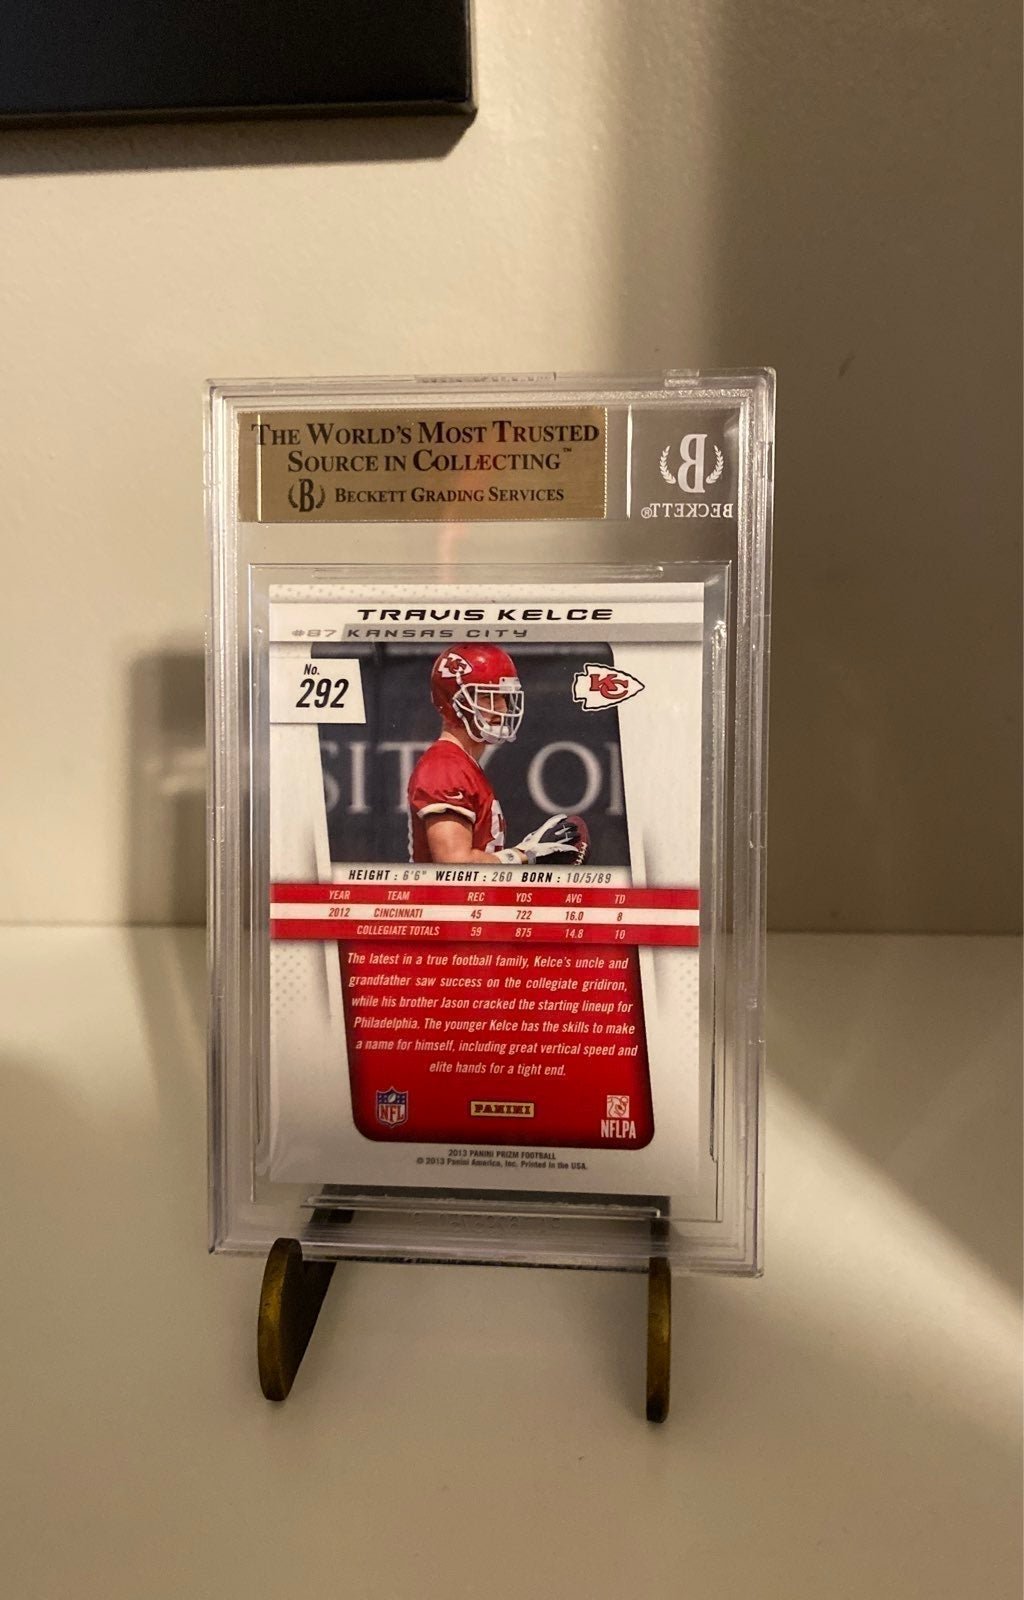 THE WORLD'S MOST TRUSTED
SOURCE IN COLLECTING™
B BECKETT GRADING SERVICES
B
BECKETT®
TRAVIS KELCE
#87 KANSAS CITY
No.
292
KC
KC
SITY O
HEIGHT : 6'6" WEIGHT : 260 BORN : 10/5/89
YEAR TEAM REC YDS AVG TD
2012 CINCINNATI 45 722 16.0 8
COLLEGIATE TOTALS 59 875 14.8 10
The latest in a true football family, Kelce's uncle and
grandfather saw success on the collegiate gridiron,
while his brother Jason cracked the starting lineup for
Philadelphia. The younger Kelce has the skills to make
a name for himself, including great vertical speed and
elite hands for a tight end.
NFL PANINI NFLPA
2013 PANINI PRIZM FOOTBALL
© 2013 Panini America, Inc. Printed in the USA.